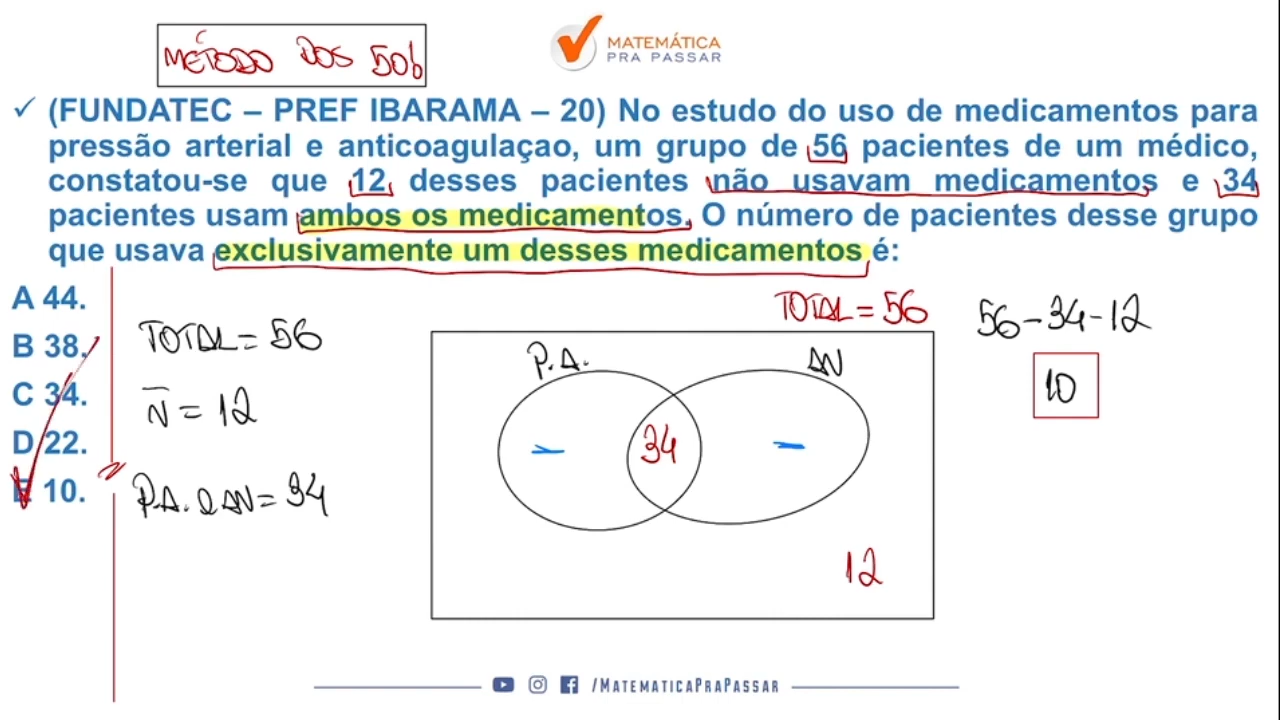 MÉTODO DOS 50%
MATEMÁTICA
PRA PASSAR
✓ (FUNDATEC – PREF IBARAMA – 20) No estudo do uso de medicamentos para
pressão arterial e anticoagulaçao, um grupo de 56 pacientes de um médico,
constatou-se que 12 desses pacientes não usavam medicamentos e 34
pacientes usam ambos os medicamentos. O número de pacientes desse grupo
que usava exclusivamente um desses medicamentos é:
A 44.
B 38.
C 34.
D 22.
E 10.
TOTAL = 56
N̅ = 12
P.A. e AN = 34
TOTAL = 56
P.A.
AN
34
12
56 - 34 - 12
10
/MATEMATICAPRAPASSAR